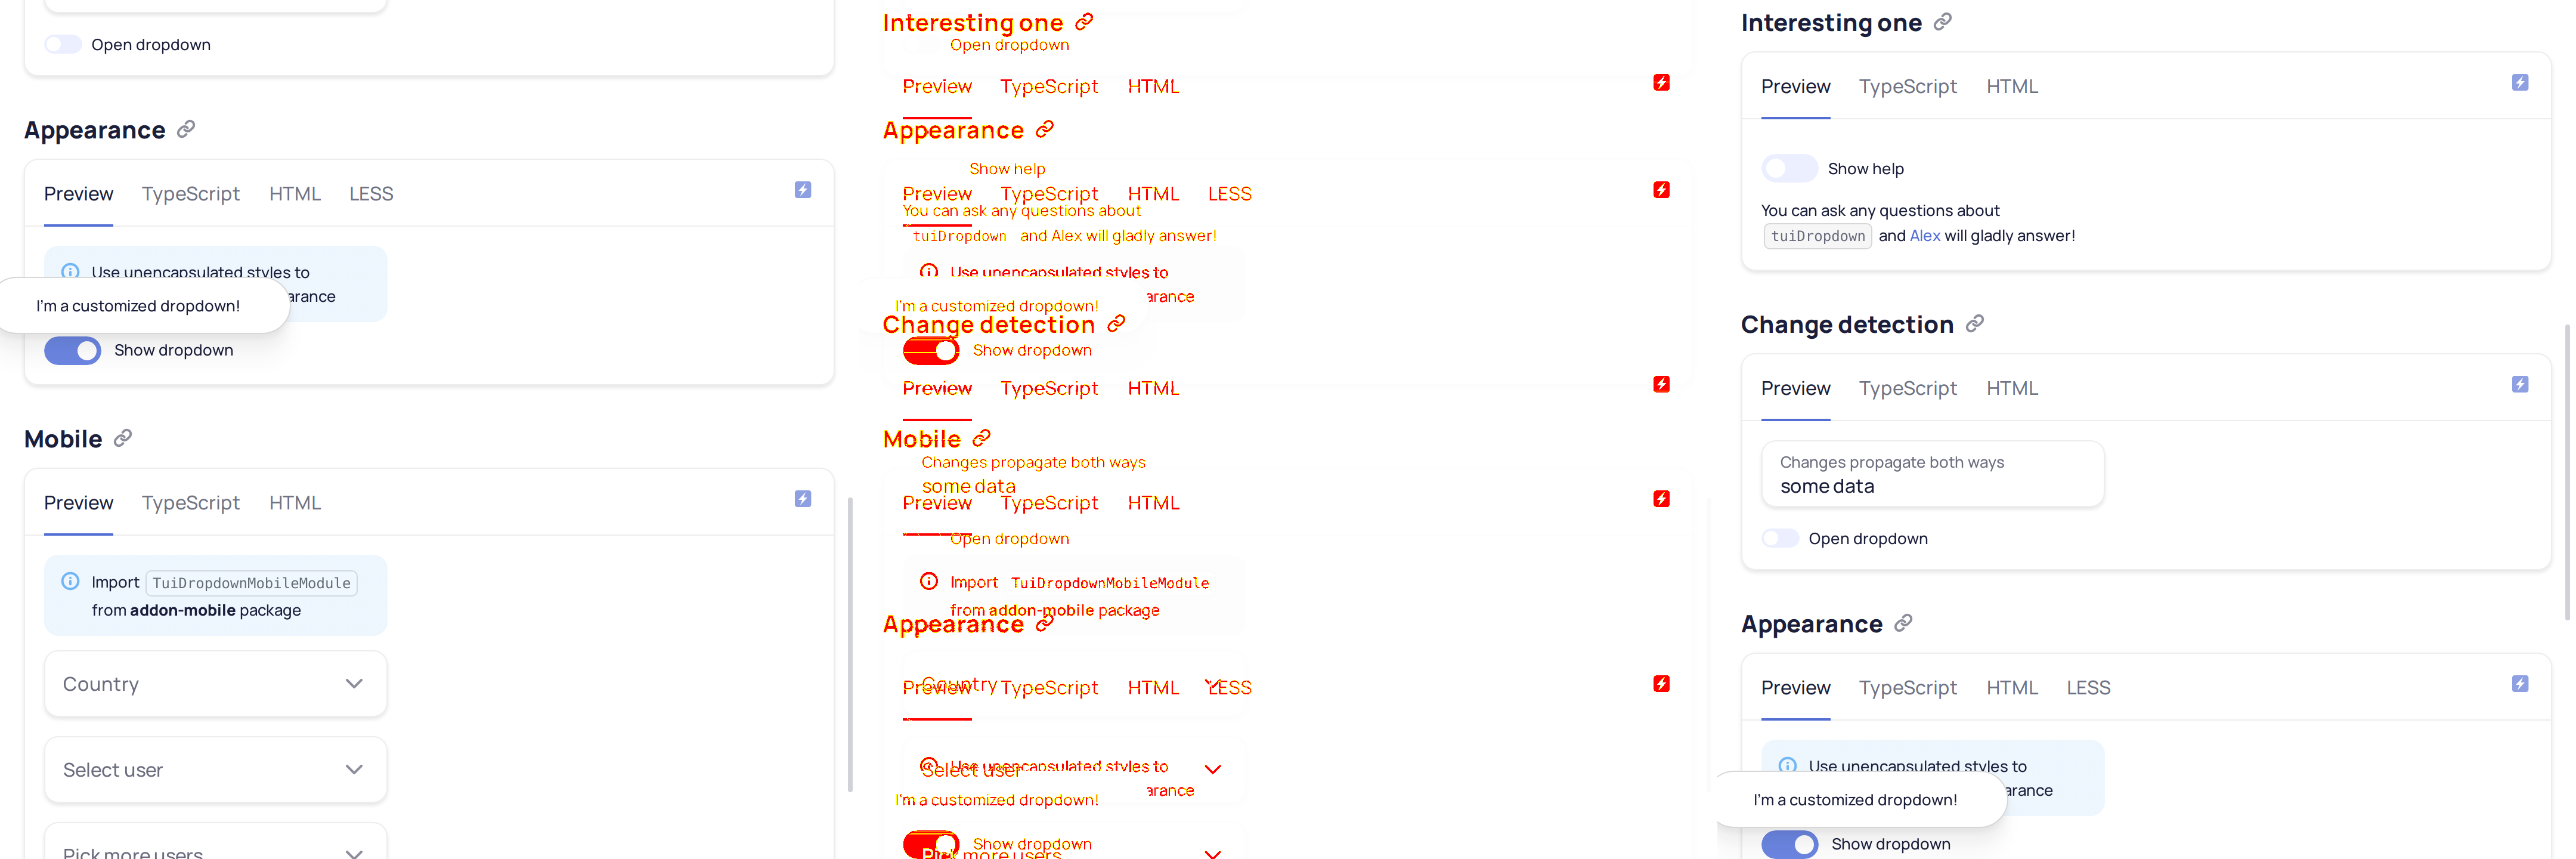 Open dropdown
Appearance
Preview TypeScript HTML LESS
Use unencapsulated styles to
arance
I'm a customized dropdown!
Show dropdown
Mobile
Preview TypeScript HTML
Import TuiDropdownMobileModule
from addon-mobile package
Country
Select user
Pick more users
Interesting one
Open dropdown
Preview TypeScript HTML
Appearance
Show help
Preview TypeScript HTML LESS
You can ask any questions about
tuiDropdown and Alex will gladly answer!
Use unencapsulated styles to
arance
I'm a customized dropdown!
Change detection
Show dropdown
Preview TypeScript HTML
Mobile
Changes propagate both ways
some data
Preview TypeScript HTML
Open dropdown
Import TuiDropdownMobileModule
from addon-mobile package
Appearance
Country
Preview TypeScript HTML LESS
Use unencapsulated styles to
Select user
arance
I'm a customized dropdown!
Show dropdown
Pick more users
Interesting one
Preview TypeScript HTML
Show help
You can ask any questions about
tuiDropdown and Alex will gladly answer!
Change detection
Preview TypeScript HTML
Changes propagate both ways
some data
Open dropdown
Appearance
Preview TypeScript HTML LESS
Use unencapsulated styles to
arance
I'm a customized dropdown!
Show dropdown